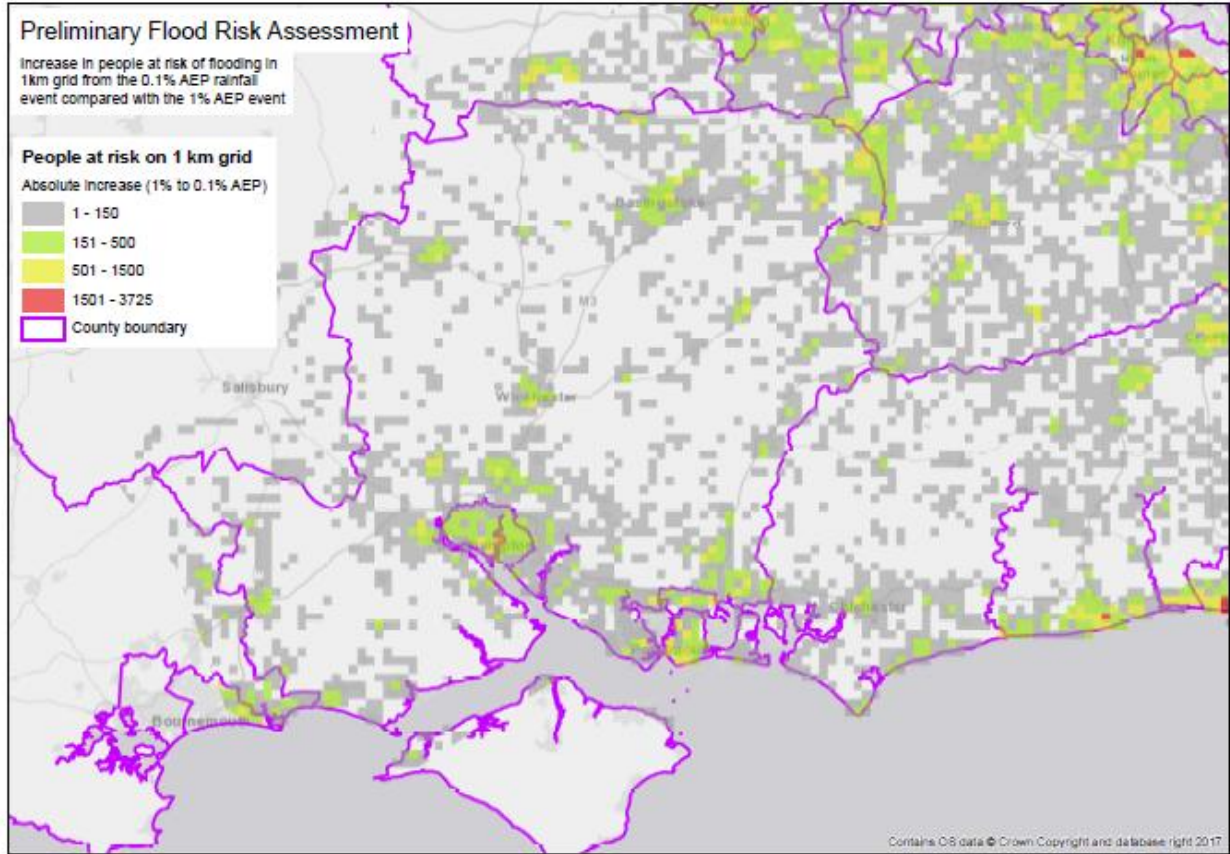 Preliminary Flood Risk Assessment
Increase in people at risk of flooding in
1km grid from the 0.1% AEP rainfall
event compared with the 1% AEP event
People at risk on 1 km grid
Absolute increase (1% to 0.1% AEP)
1 - 150
151 - 500
501 - 1500
1501 - 3725
County boundary
Basingstoke
M3
Salisbury
Winchester
Chichester
Bournemouth
Contains OS data © Crown Copyright and database right 2017